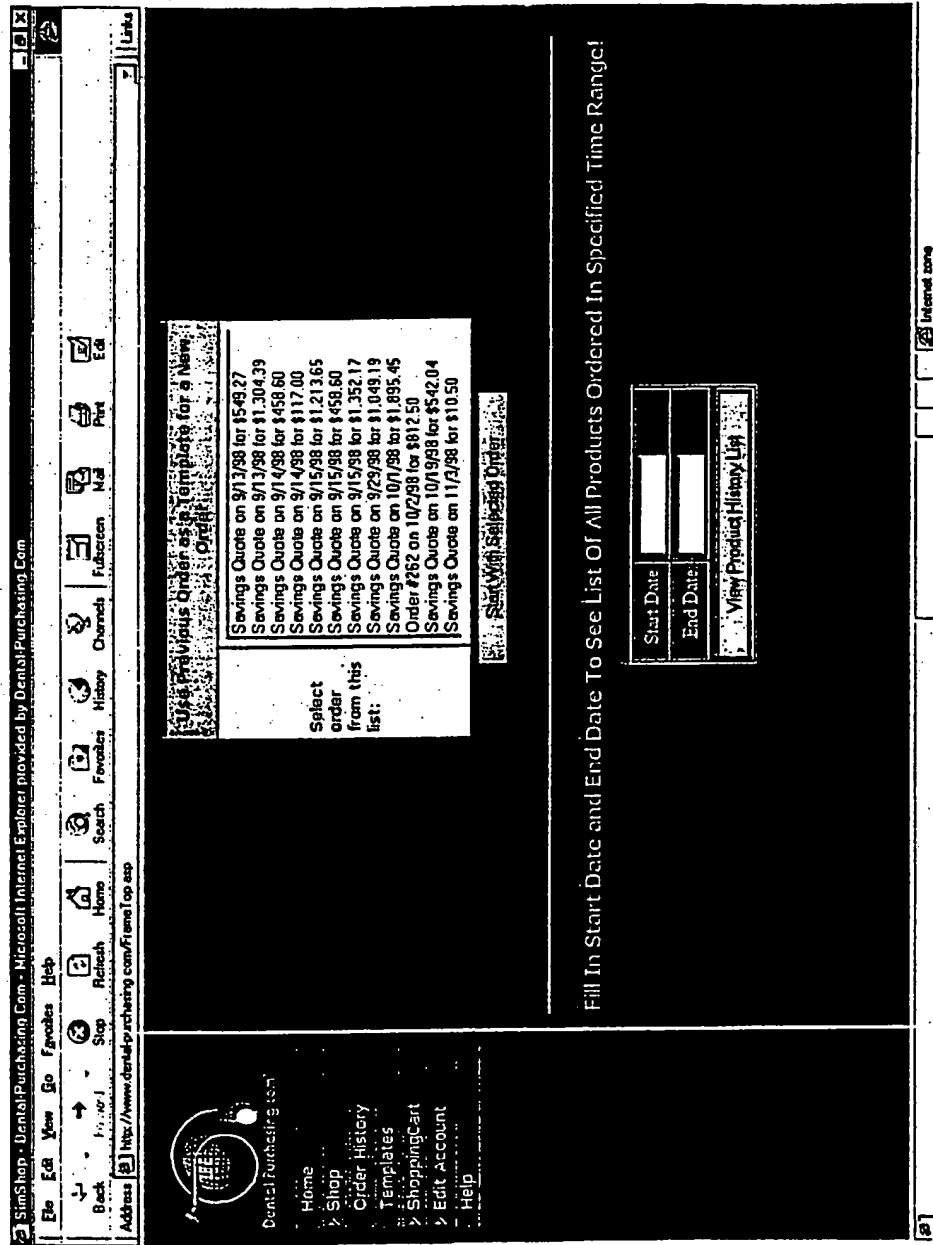 SimShop - Dental-Purchasing Com - Microsoft Internet Explorer provided by Dental-Purchasing Com
File Edit View Go Favorites Help
Back Stop Refresh Home Search Favorites History Channels Fullscreen Mail Print Edit
Address http://www.dental-purchasing com/FrameTop asp Links
Dental Purchasing com
Home
Shop
Order History
Templates
ShoppingCart
Edit Account
Help
Use Previous Order as a Template for a New
Order
Select
order
from this
list:
Savings Quote on 9/13/98 for $549.27
Savings Quote on 9/13/98 for $1,304.39
Savings Quote on 9/14/98 for $458.60
Savings Quote on 9/14/98 for $117.00
Savings Quote on 9/15/98 for $1,213.65
Savings Quote on 9/15/98 for $458.60
Savings Quote on 9/15/98 for $1,352.17
Savings Quote on 9/29/98 for $1,049.19
Savings Quote on 10/1/98 for $1,895.45
Order #262 on 10/2/98 for $812.50
Savings Quote on 10/19/98 for $542.04
Savings Quote on 11/3/98 for $10.50
Start With Selected Order
Fill In Start Date and End Date To See List Of All Products Ordered In Specified Time Range!
Start Date
End Date
View Product History List
Internet zone